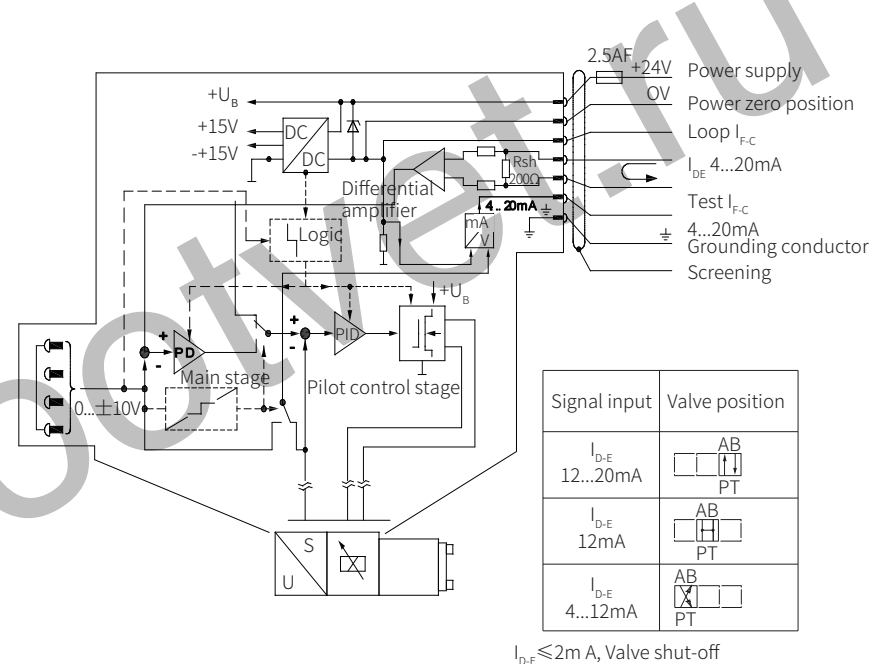 2.5AF
+24V
Power supply
0V
Power zero position
Loop I F-C
I DE 4...20mA
Test I F-C
4...20mA
Grounding conductor
Screening
+U B
+15V
-+15V
DC
DC
Rsh
200Ω
Differential
amplifier
4...20mA
mA
V
Logic
+U B
+
-
PD
+
-
PID
Main stage
Pilot control stage
0...±10V
S
U
Signal input
Valve position
I D-E
12...20mA
AB
PT
I D-E
12mA
AB
PT
I D-E
4...12mA
AB
PT
I D-E ≤2m A, Valve shut-off
ootvet.ru